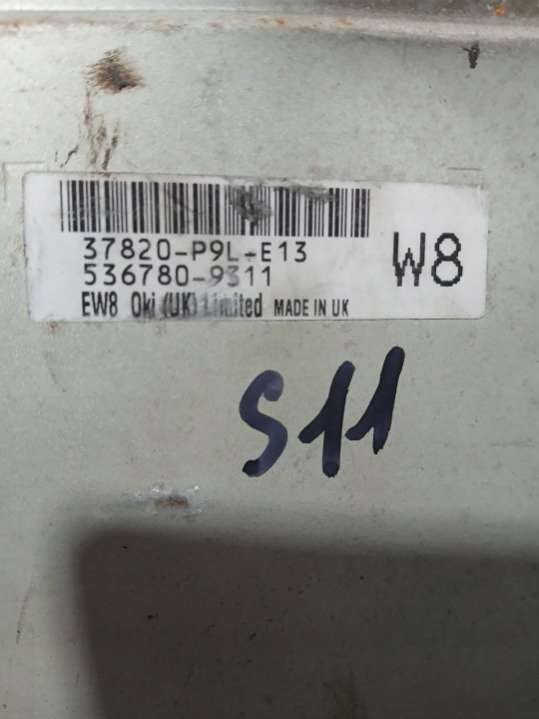 37820-P9L-E13
536780-9311
W8
EW8 Oki (UK) Limited MADE IN UK
S11